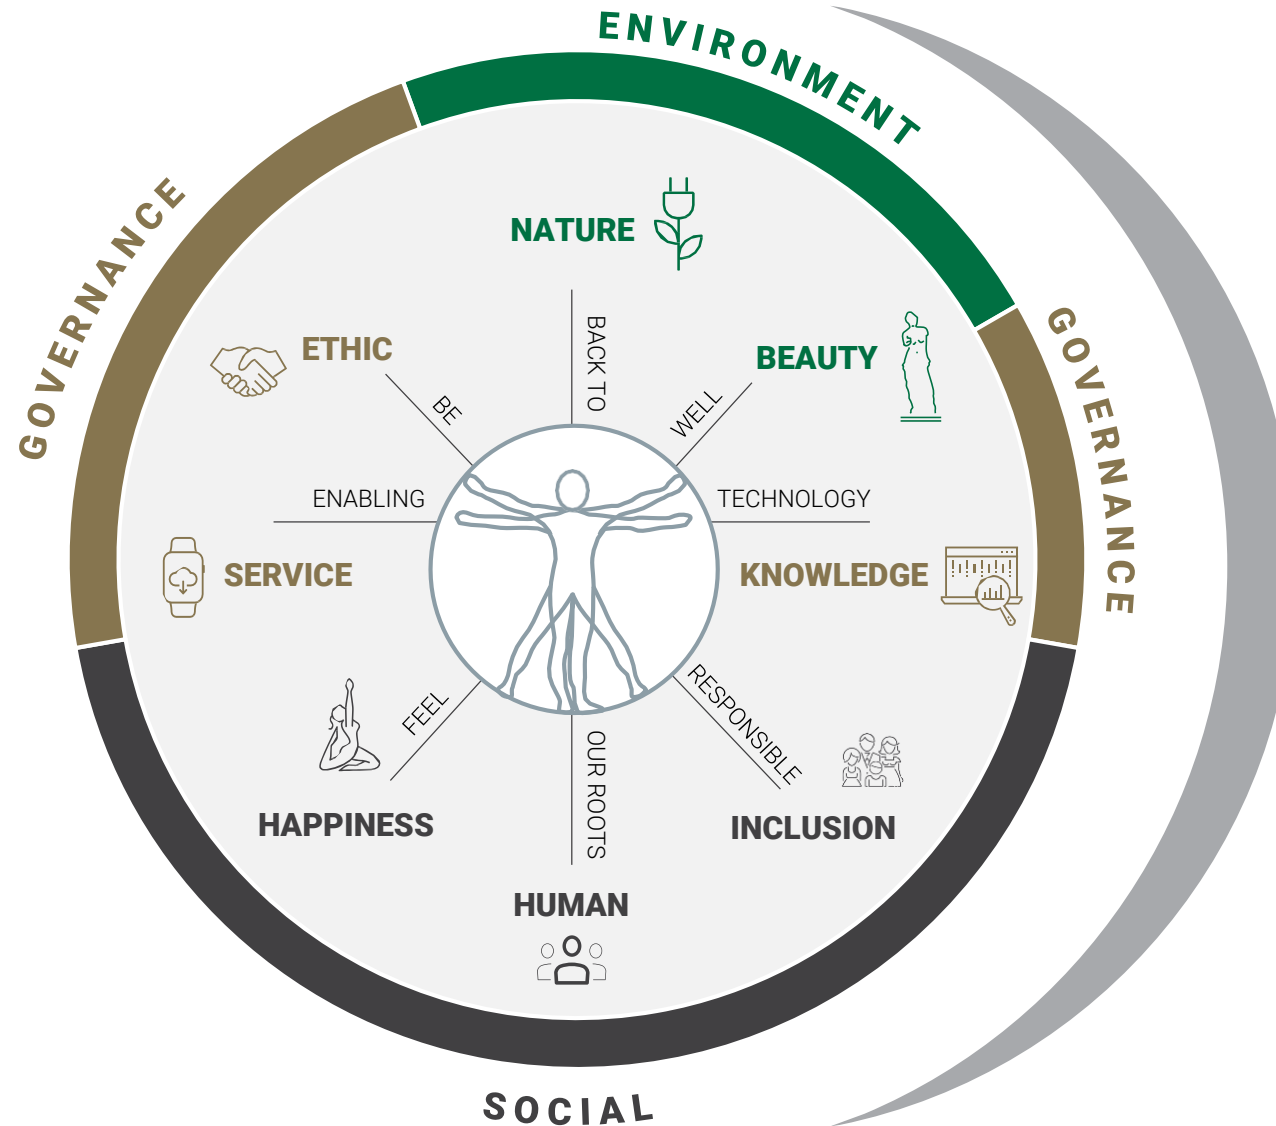 ENVIRONMENT
GOVERNANCE
GOVERNANCE
SOCIAL
BACK TO
NATURE
WELL
BEAUTY
TECHNOLOGY
KNOWLEDGE
RESPONSIBLE
INCLUSION
OUR ROOTS
HUMAN
FEEL
HAPPINESS
ENABLING
SERVICE
BE
ETHIC